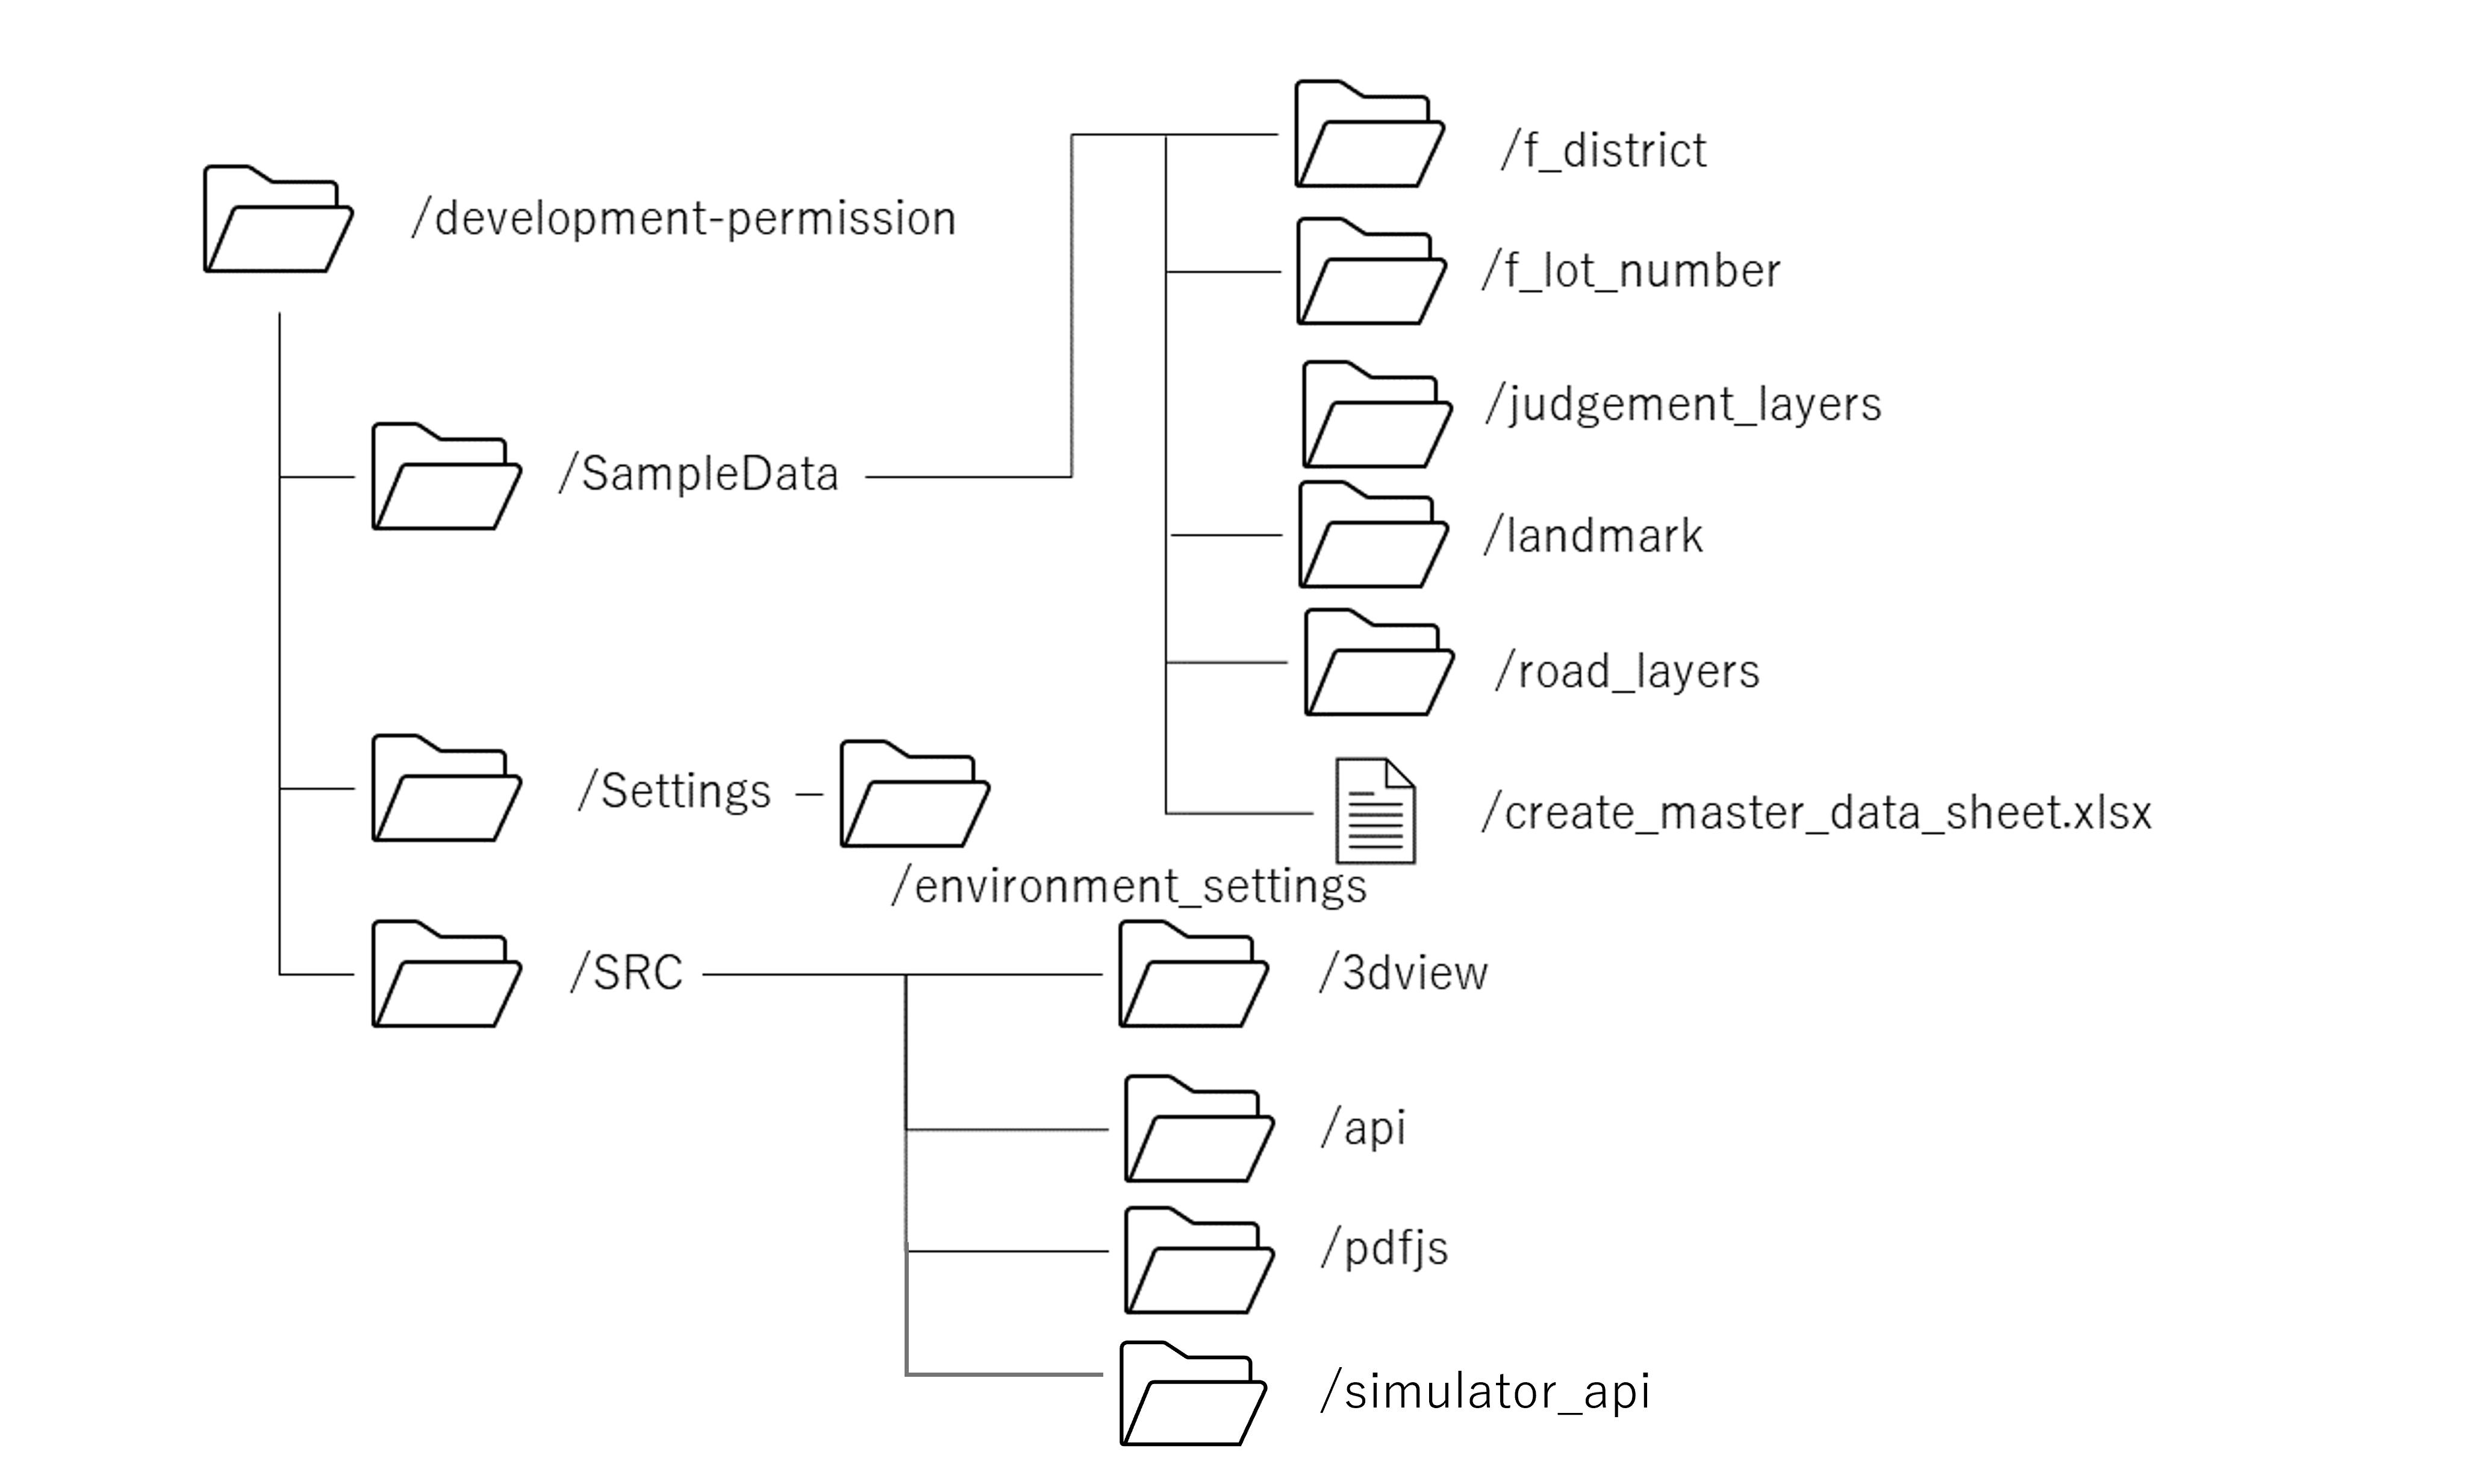 /development-permission
/SampleData
/f_district
/f_lot_number
/judgement_layers
/landmark
/road_layers
/create_master_data_sheet.xlsx
/Settings
/environment_settings
/SRC
/3dview
/api
/pdfjs
/simulator_api